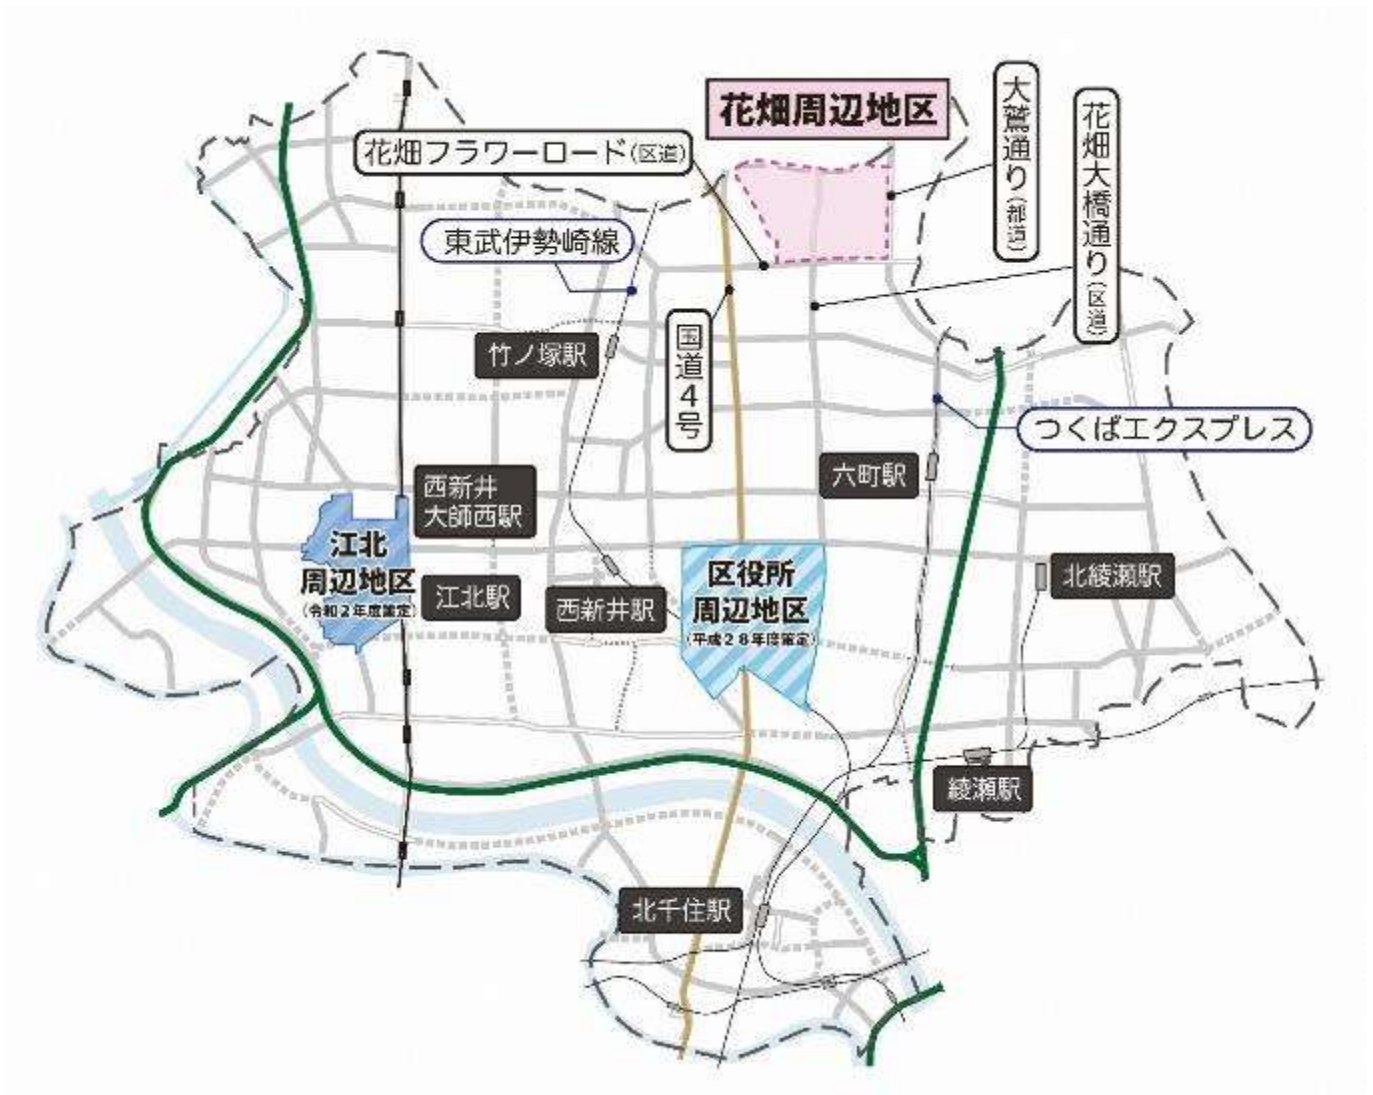 花畑周辺地区
花畑フラワーロード(区道)
大鷲通り(都道)
花畑大橋通り(区道)
東武伊勢崎線
国道4号
竹ノ塚駅
つくばエクスプレス
六町駅
西新井
大師西駅
江北
周辺地区
(令和2年度策定)
江北駅
西新井駅
区役所
周辺地区
(平成28年度策定)
北綾瀬駅
綾瀬駅
北千住駅